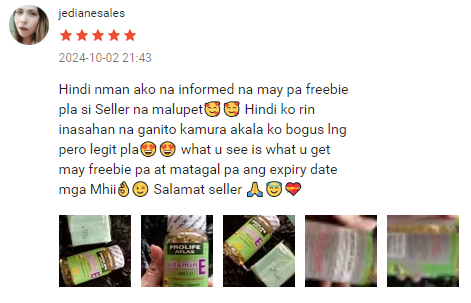 jedianesales
2024-10-02 21:43
Hindi nman ako na informed na may pa freebie
pla si Seller na malupet🥰🥰 Hindi ko rin
inasahan na ganito kamura akala ko bogus lng
pero legit pla😍😍 what u see is what u get
may freebie pa at matagal pa ang expiry date
mga Mhii👌😉 Salamat seller 🙏😇💝
PROLIFE
ATLAS
Vitamin E